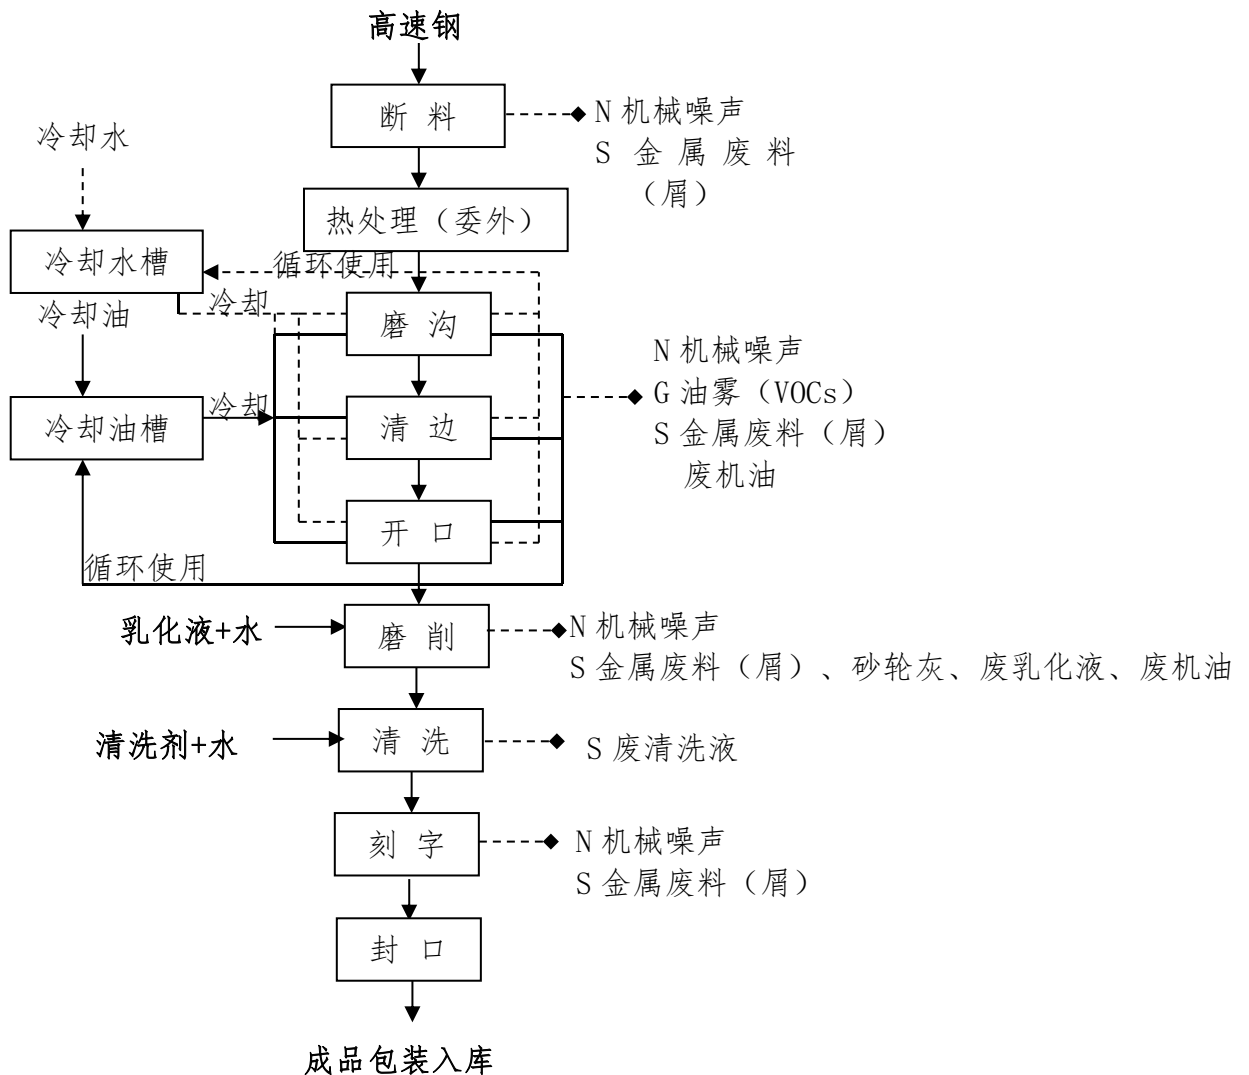 高速钢
断 料
N 机械噪声
S 金 属 废 料
（屑）
冷却水
热处理（委外）
冷却水槽
循环使用
冷却
冷却油
磨 沟
N 机械噪声
G 油雾（VOCs）
S 金属废料（屑）
废机油
冷却油槽
冷却
清 边
开 口
循环使用
乳化液+水
磨 削
N 机械噪声
S 金属废料（屑）、砂轮灰、废乳化液、废机油
清洗剂+水
清 洗
S 废清洗液
刻 字
N 机械噪声
S 金属废料（屑）
封 口
成品包装入库